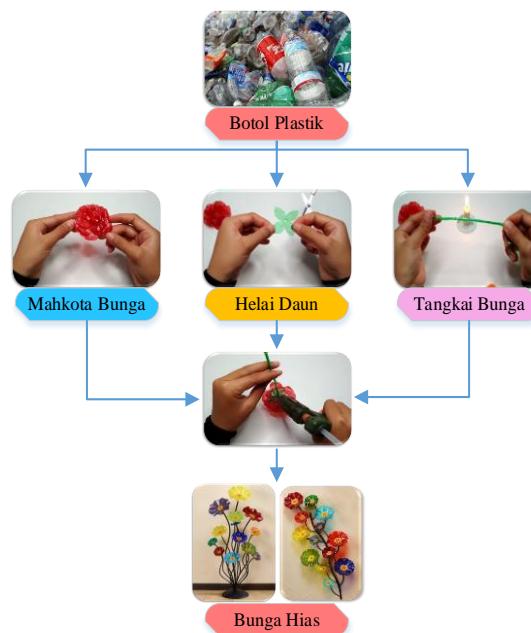 Botol Plastik
Mahkota Bunga
Helai Daun
Tangkai Bunga
Bunga Hias